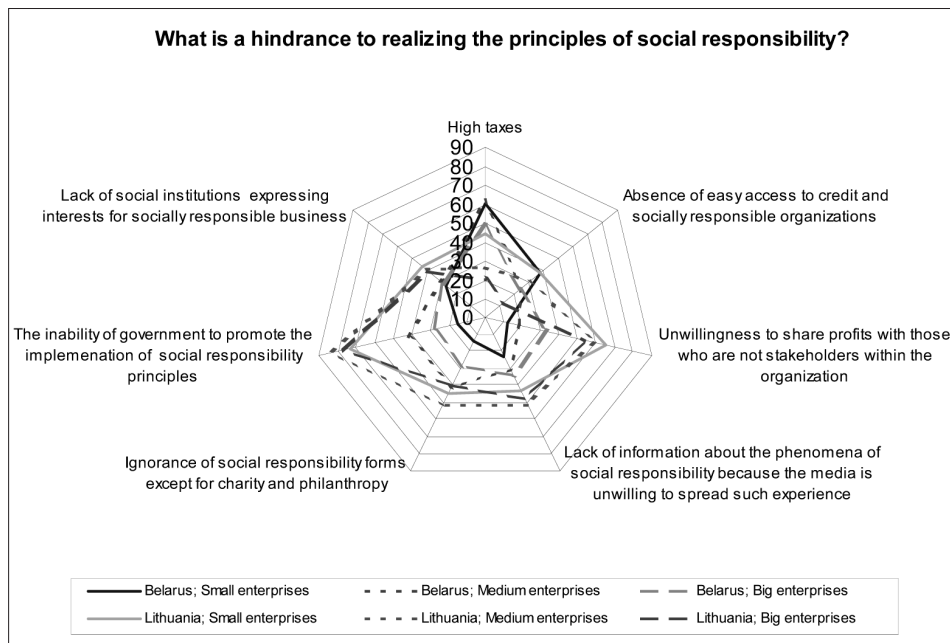 What is a hindrance to realizing the principles of social responsibility?
High taxes
90
80
70
60
50
40
30
20
10
0
Absence of easy access to credit and
socially responsible organizations
Unwillingness to share profits with those
who are not stakeholders within the
organization
Lack of information about the phenomena of
social responsibility because the media is
unwilling to spread such experience
Ignorance of social responsibility forms
except for charity and philanthropy
The inability of government to promote the
implemenation of social responsibility
principles
Lack of social institutions expressing
interests for socially responsible business
Belarus; Small enterprises
Belarus; Medium enterprises
Belarus; Big enterprises
Lithuania; Small enterprises
Lithuania; Medium enterprises
Lithuania; Big enterprises